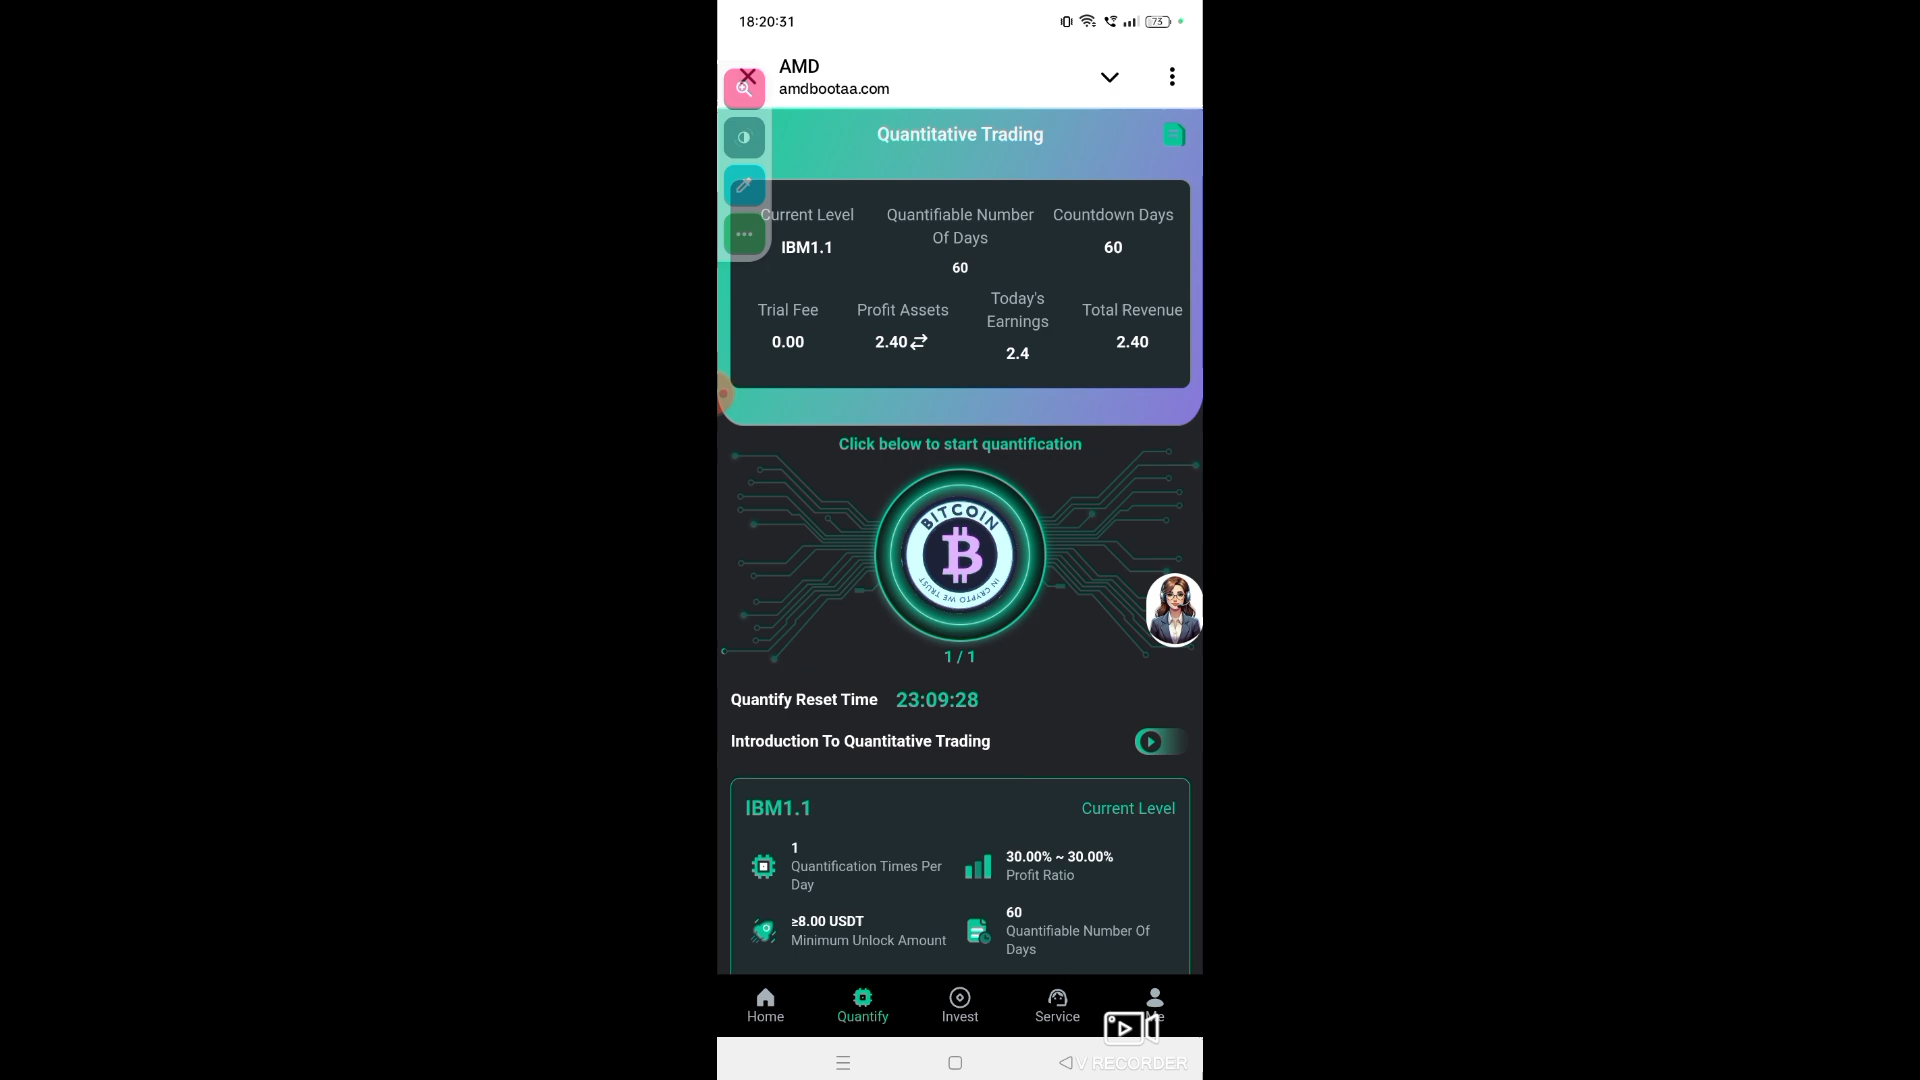 18:20:31
73
AMD
amdbootaa.com
Quantitative Trading
Current Level
IBM1.1
Quantifiable Number
Of Days
60
Countdown Days
60
Trial Fee
0.00
Profit Assets
2.40
Today's
Earnings
2.4
Total Revenue
2.40
Click below to start quantification
BITCOIN
IN CRYPTO WE TRUST
1 / 1
Quantify Reset Time 23:09:28
Introduction To Quantitative Trading
IBM1.1
Current Level
1
Quantification Times Per
Day
30.00% ~ 30.00%
Profit Ratio
≥8.00 USDT
Minimum Unlock Amount
60
Quantifiable Number Of
Days
Home
Quantify
Invest
Service
Me
V RECORDER